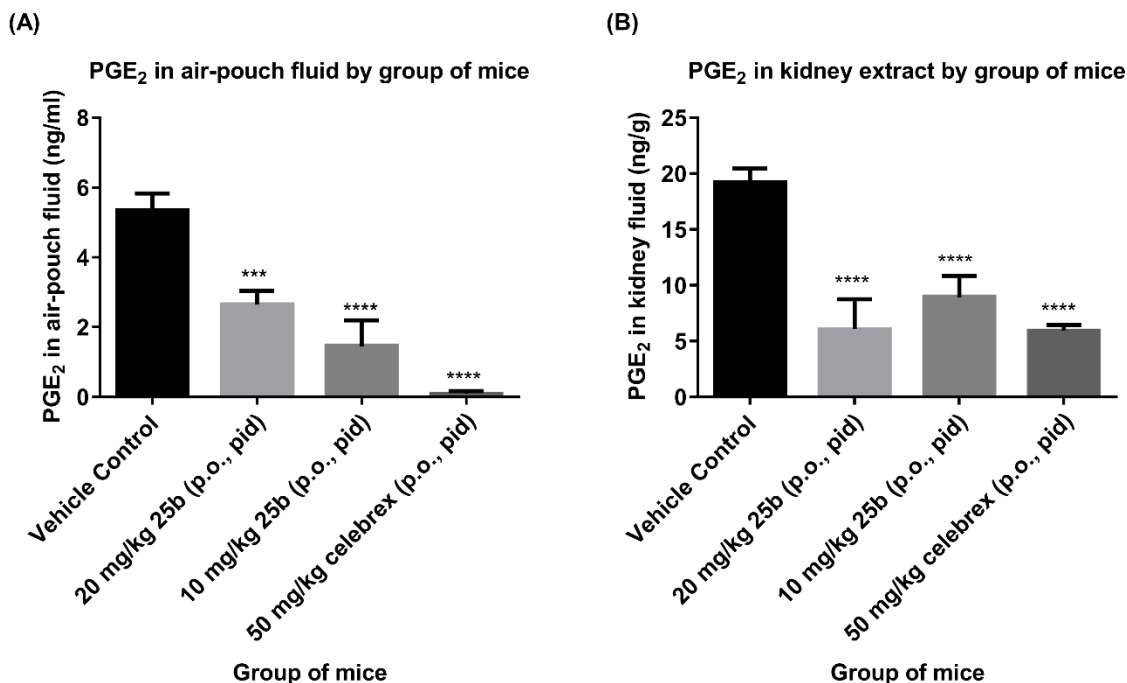 (A)
PGE2 in air-pouch fluid by group of mice
PGE2 in air-pouch fluid (ng/ml)
8
6
4
2
0
***
****
****
Vehicle Control
20 mg/kg 25b (p.o., pid)
10 mg/kg 25b (p.o., pid)
50 mg/kg celebrex (p.o., pid)
Group of mice
(B)
PGE2 in kidney extract by group of mice
PGE2 in kidney fluid (ng/g)
25
20
15
10
5
0
****
****
****
Vehicle Control
20 mg/kg 25b (p.o., pid)
10 mg/kg 25b (p.o., pid)
50 mg/kg celebrex (p.o., pid)
Group of mice